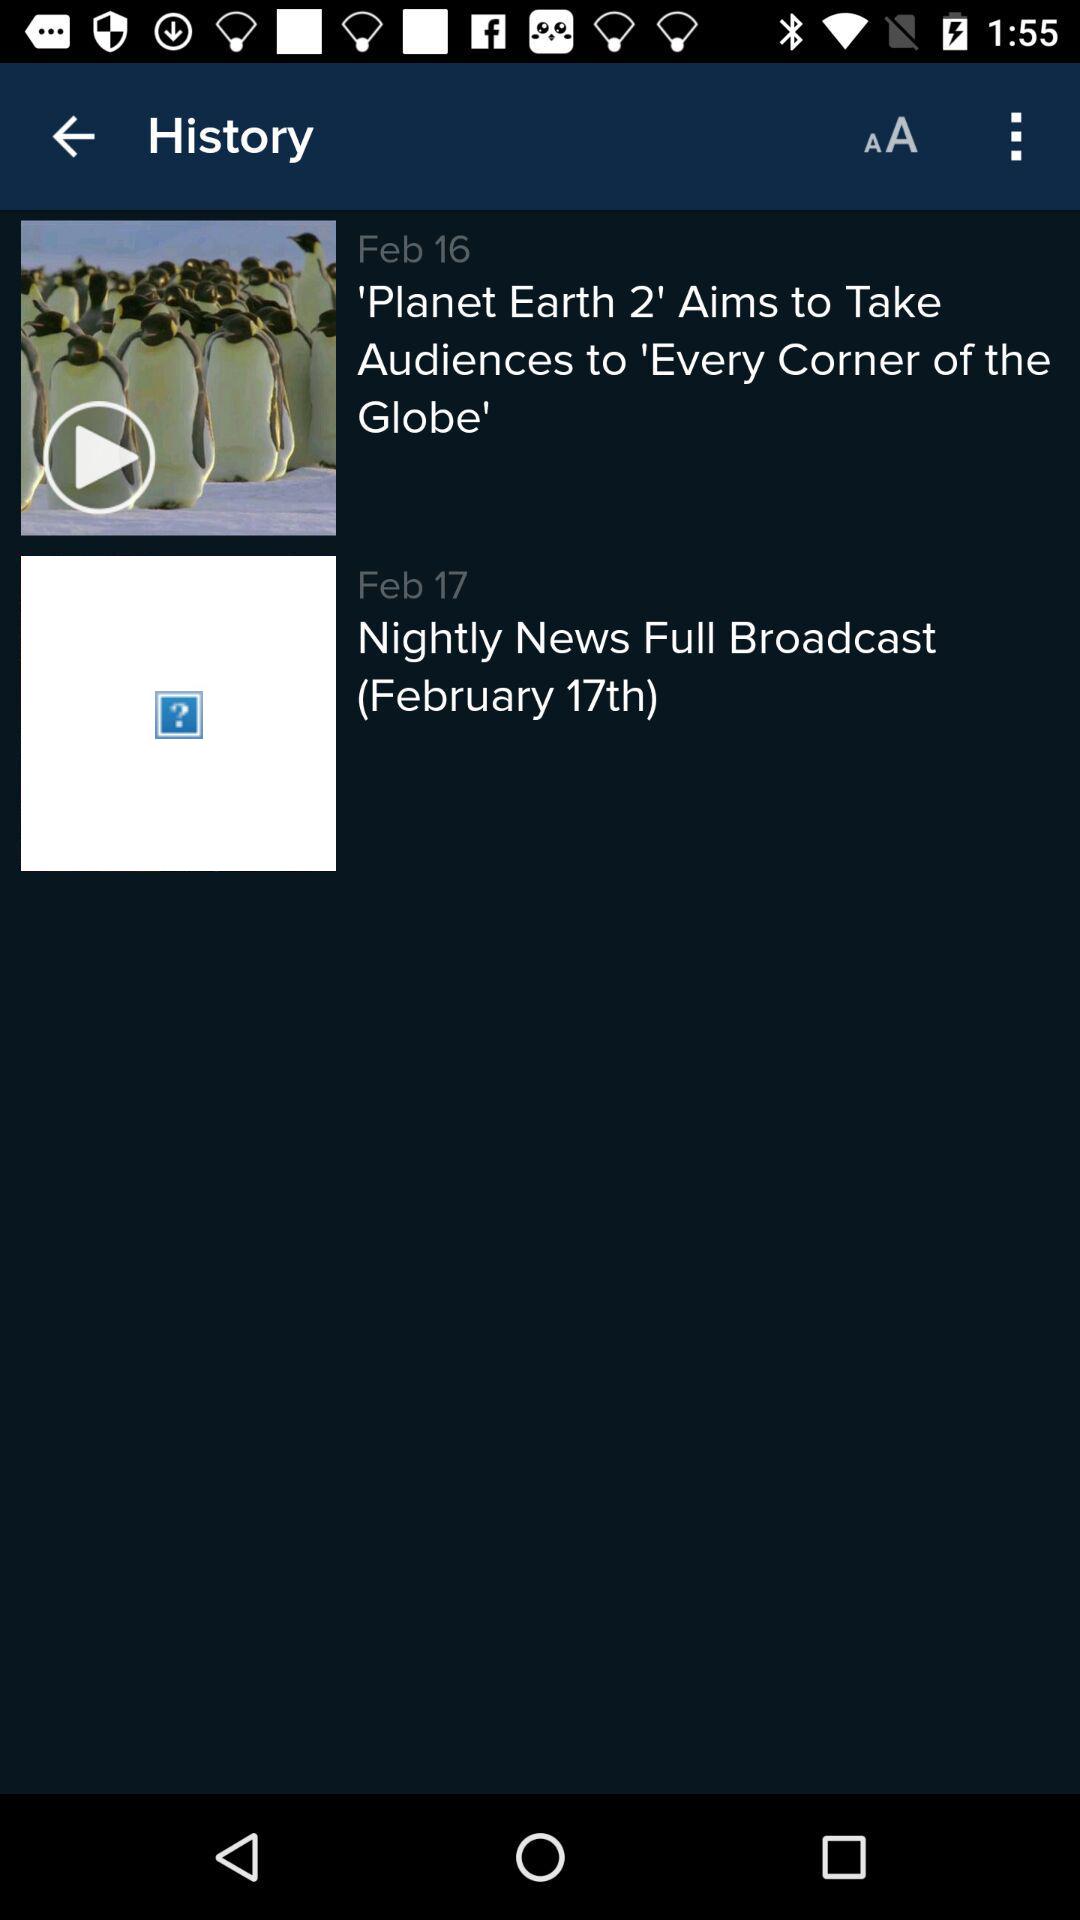 1:55
History
AA
Feb 16
'Planet Earth 2' Aims to Take
Audiences to 'Every Corner of the
Globe'
Feb 17
Nightly News Full Broadcast
(February 17th)